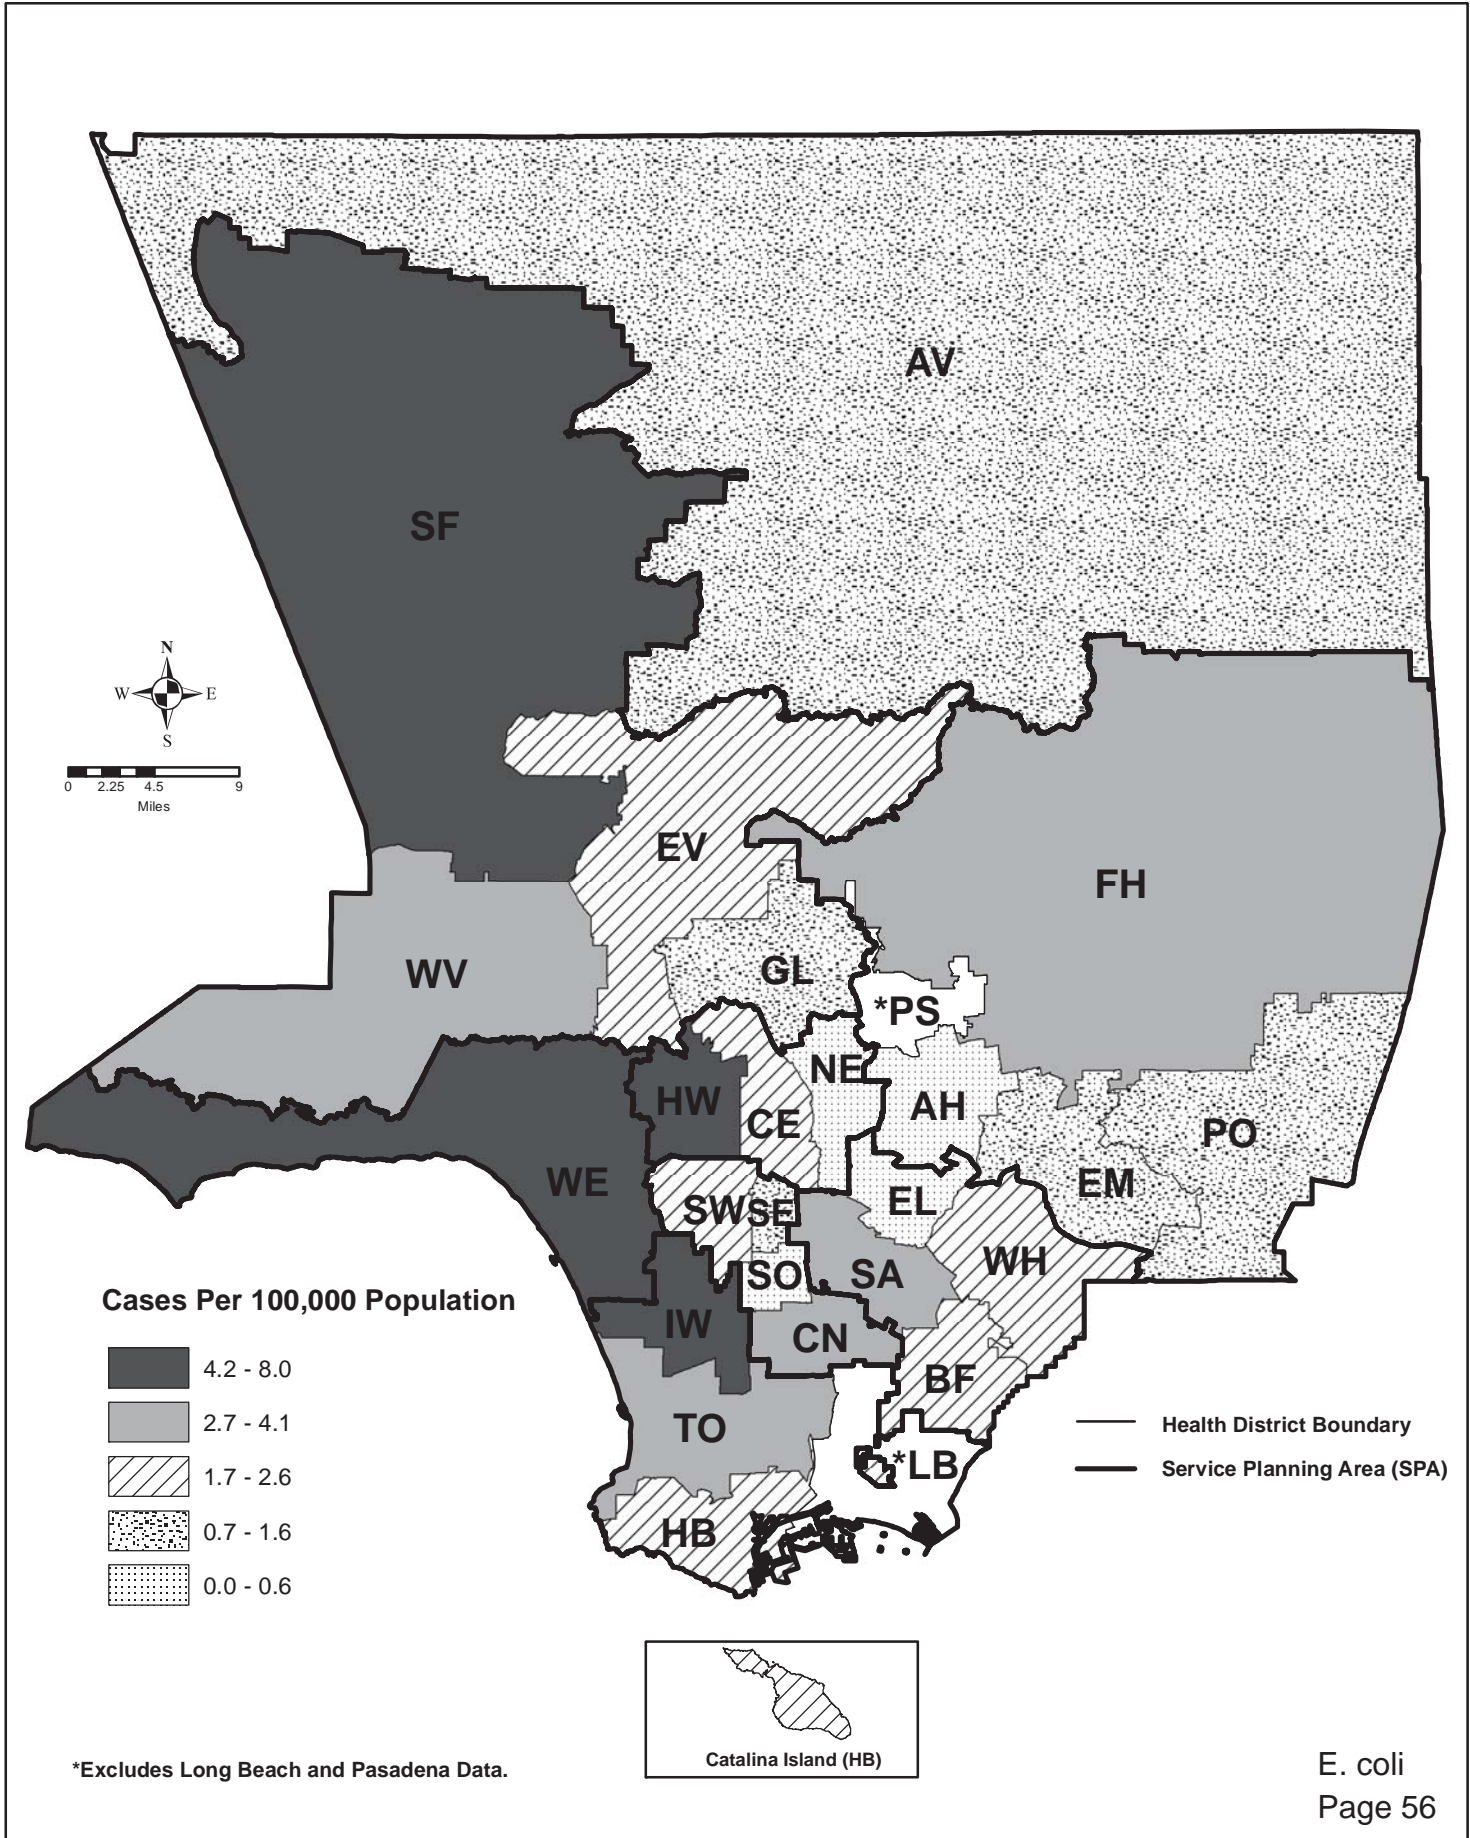 AV
SF
N
W E
S
0 2.25 4.5 9
Miles
EV
FH
WV
GL
*PS
NE
HW
AH
CE
PO
WE
EM
EL
SW
SE
WH
SO
SA
IW
CN
BF
TO
*LB
HB
Cases Per 100,000 Population
4.2 - 8.0
2.7 - 4.1
1.7 - 2.6
0.7 - 1.6
0.0 - 0.6
Health District Boundary
Service Planning Area (SPA)
Catalina Island (HB)
*Excludes Long Beach and Pasadena Data.
E. coli
Page 56